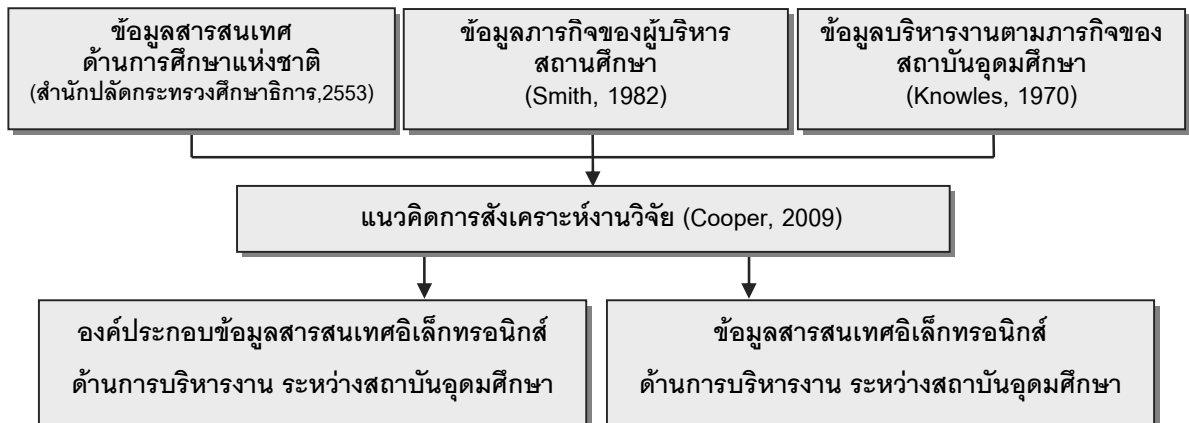 ข้อมูลสารสนเทศ
ด้านการศึกษาแห่งชาติ
(สำนักปลัดกระทรวงศึกษาธิการ,2553)
ข้อมูลภารกิจของผู้บริหาร
สถานศึกษา
(Smith, 1982)
ข้อมูลบริหารงานตามภารกิจของ
สถาบันอุดมศึกษา
(Knowles, 1970)
แนวคิดการสังเคราะห์งานวิจัย (Cooper, 2009)
องค์ประกอบข้อมูลสารสนเทศอิเล็กทรอนิกส์
ด้านการบริหารงาน ระหว่างสถาบันอุดมศึกษา
ข้อมูลสารสนเทศอิเล็กทรอนิกส์
ด้านการบริหารงาน ระหว่างสถาบันอุดมศึกษา